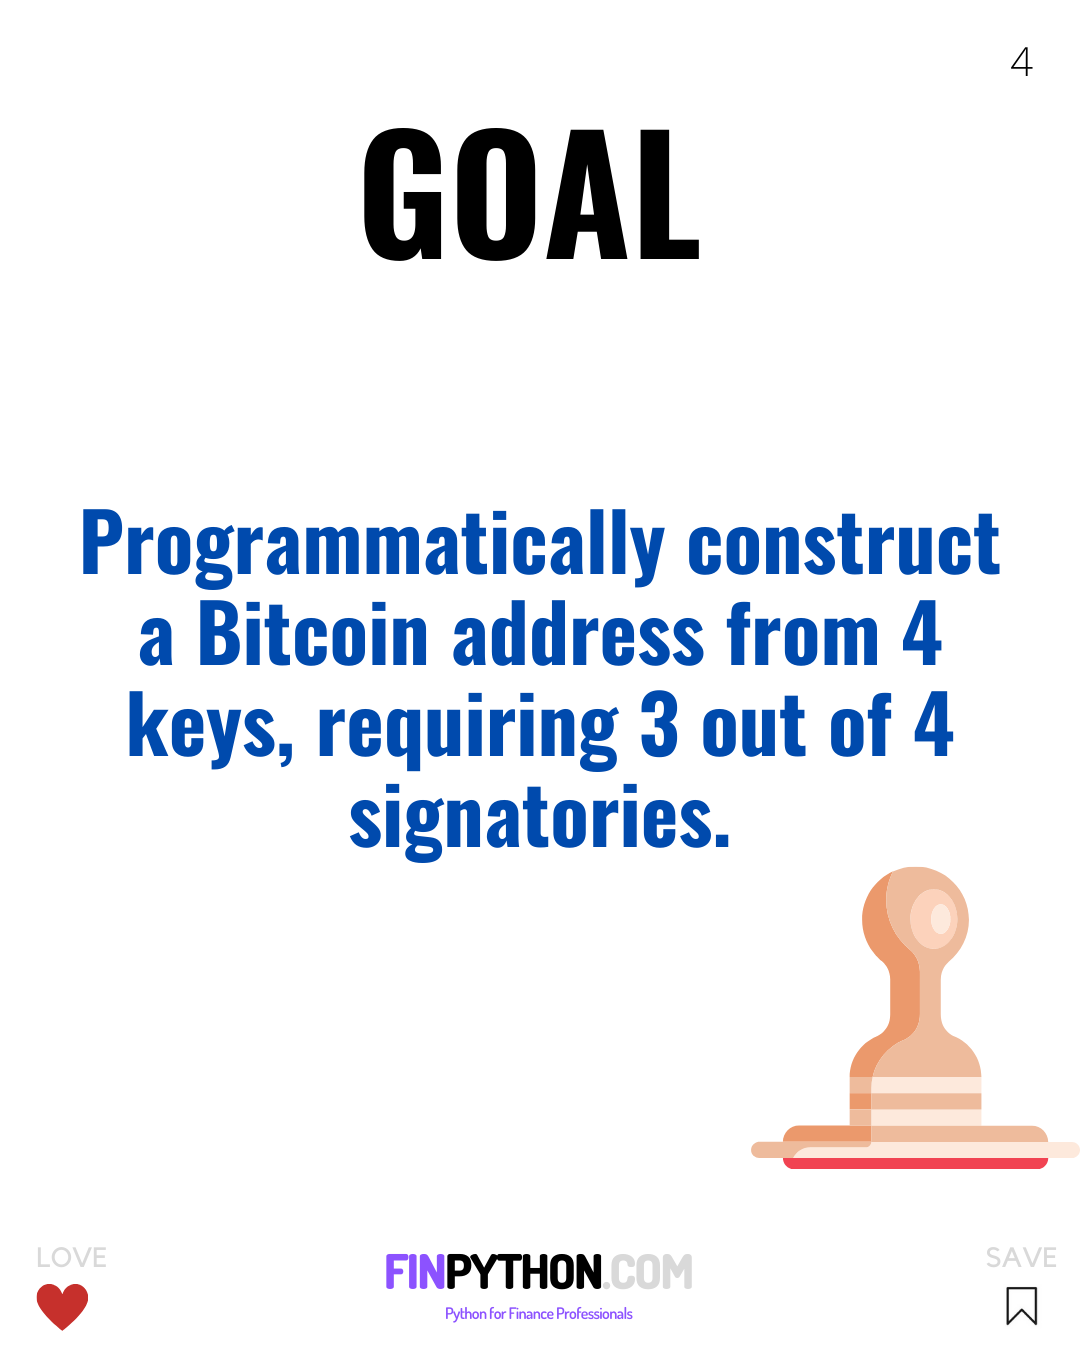 4
GOAL
Programmatically construct
a Bitcoin address from 4
keys, requiring 3 out of 4
signatories.
LOVE
SAVE
FINPYTHON.COM
Python for Finance Professionals